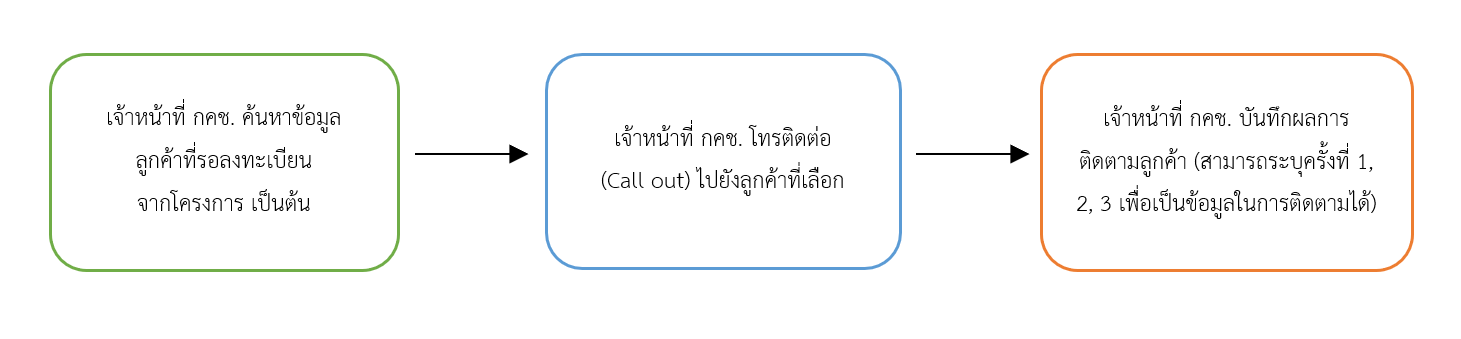 เจ้าหน้าที่ กคช. ค้นหาข้อมูล
ลูกค้าที่รอลงทะเบียน
จากโครงการ เป็นต้น
เจ้าหน้าที่ กคช. โทรติดต่อ
(Call out) ไปยังลูกค้าที่เลือก
เจ้าหน้าที่ กคช. บันทึกผลการ
ติดตามลูกค้า (สามารถระบุครั้งที่ 1,
2, 3 เพื่อเป็นข้อมูลในการติดตามได้)